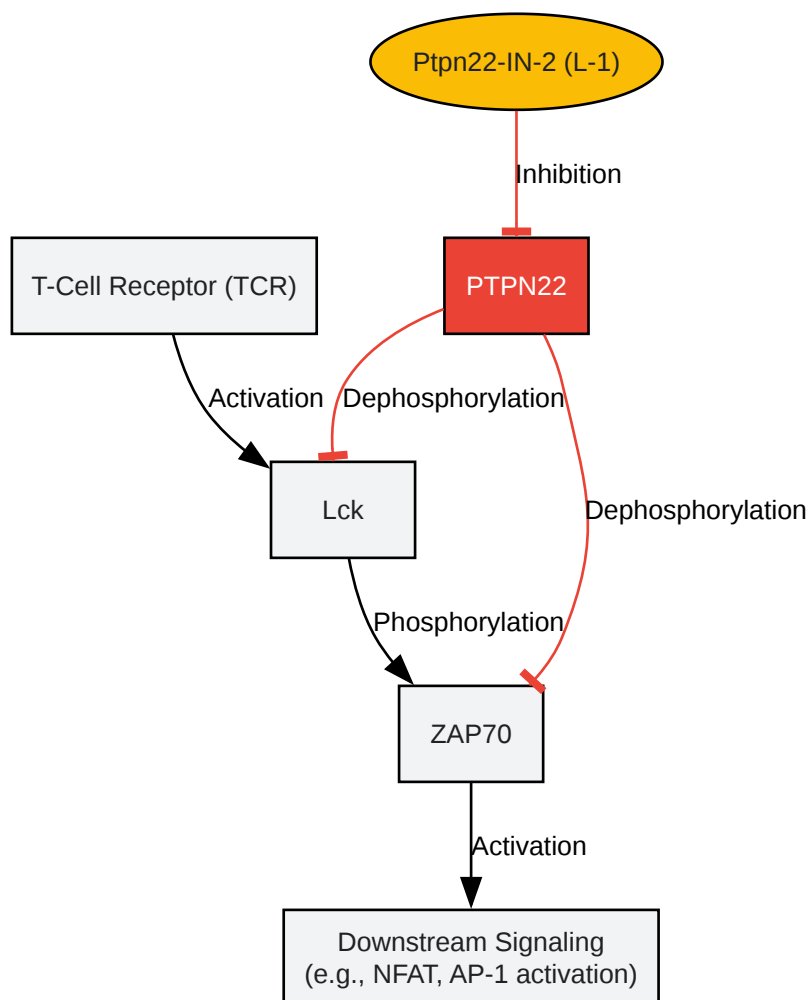 Ptpn22-IN-2 (L-1)
Inhibition
T-Cell Receptor (TCR)
PTPN22
Activation
Dephosphorylation
Lck
Dephosphorylation
Phosphorylation
ZAP70
Activation
Downstream Signaling
(e.g., NFAT, AP-1 activation)